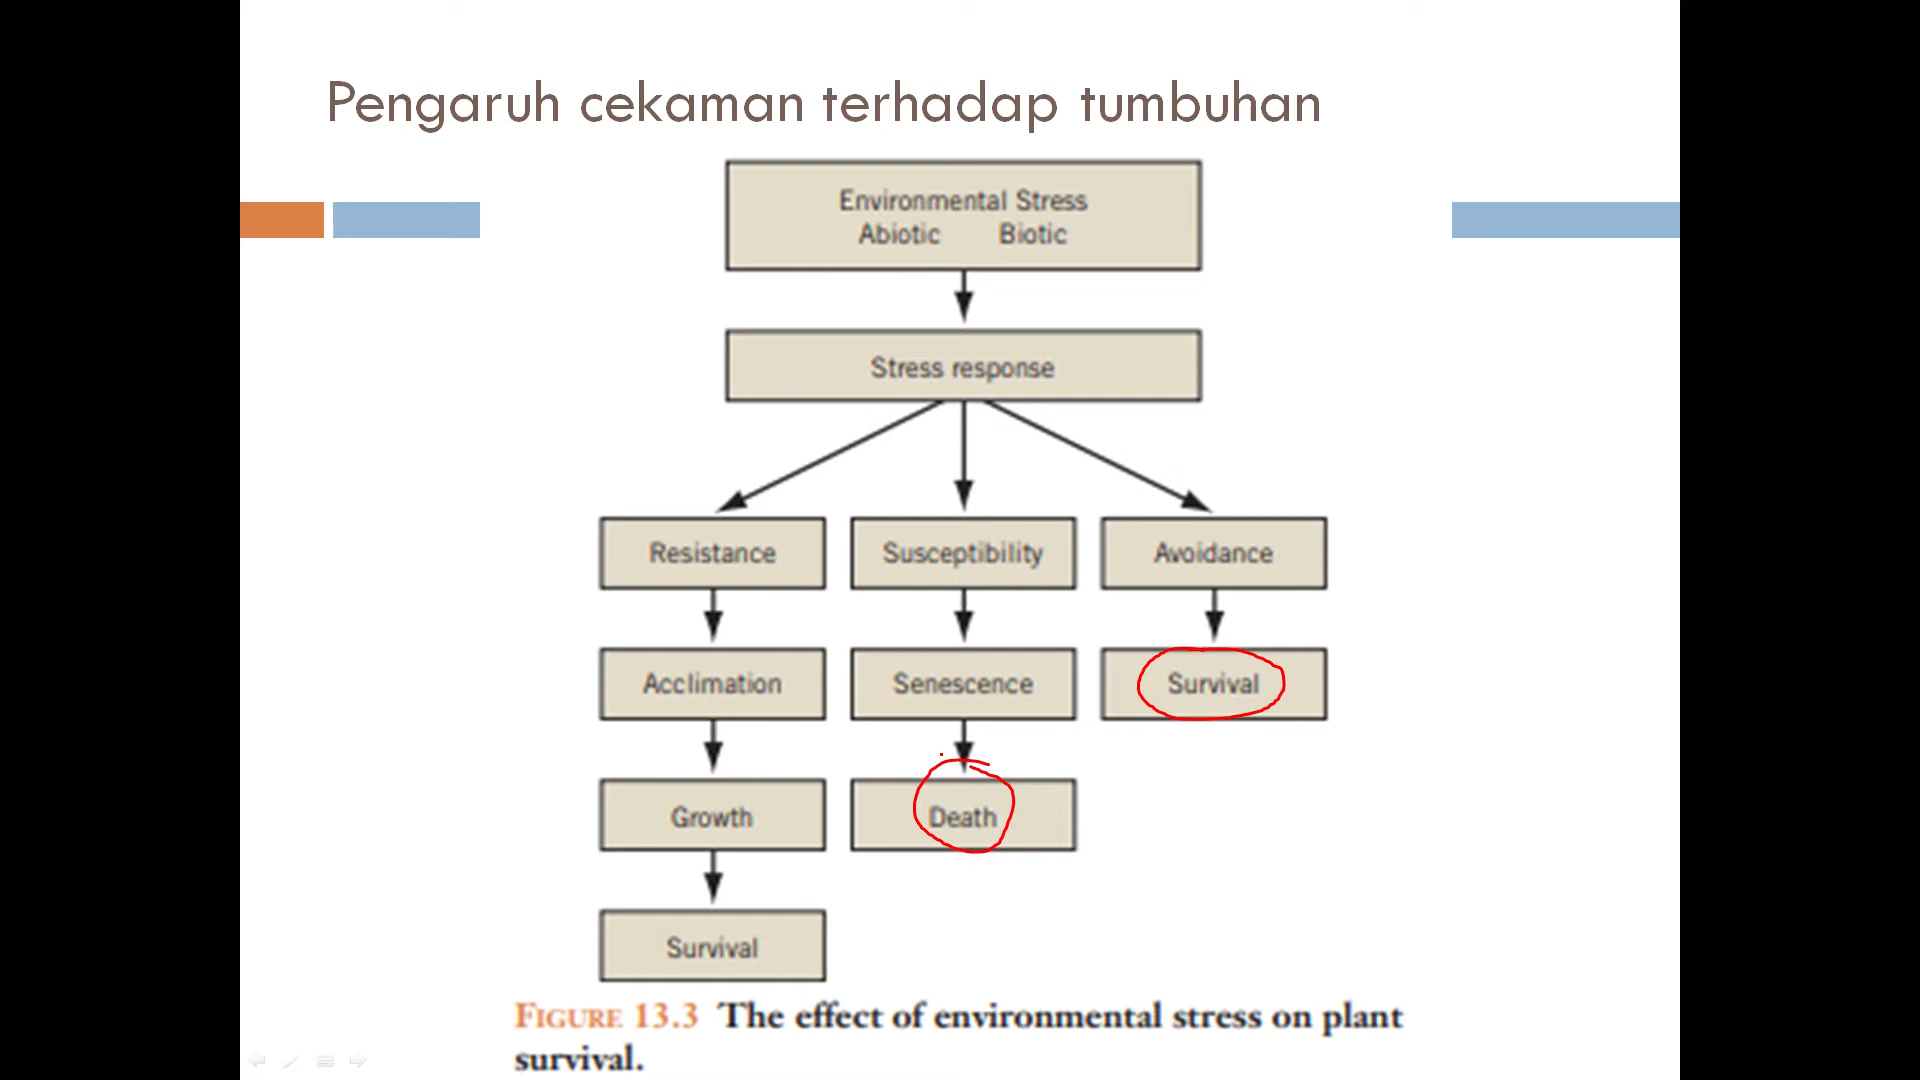 Pengaruh cekaman terhadap tumbuhan
Environmental Stress
Abiotic Biotic
Stress response
Resistance Susceptibility Avoidance
Acclimation Senescence Survival
Growth Death
Survival
FIGURE 13.3 The effect of environmental stress on plant
survival.